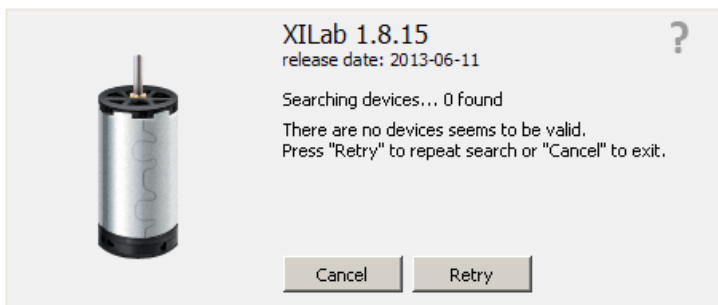 XILab 1.8.15
?
release date: 2013-06-11
Searching devices... 0 found
There are no devices seems to be valid.
Press "Retry" to repeat search or "Cancel" to exit.
Cancel
Retry